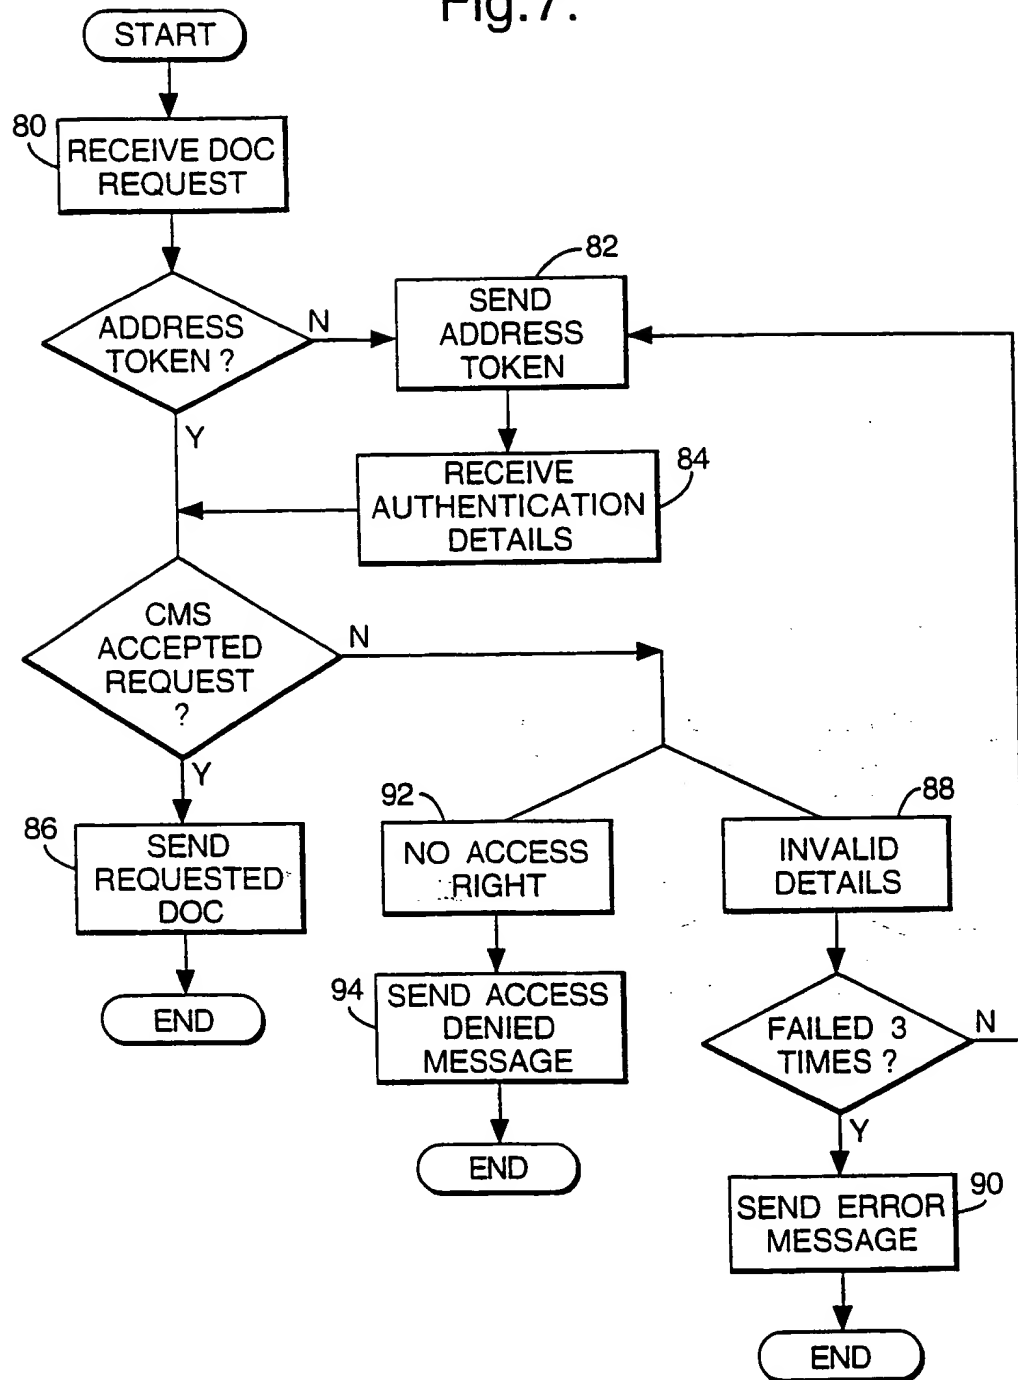 Fig.7.
START
80
RECEIVE DOC
REQUEST
ADDRESS
TOKEN ?
N
Y
82
SEND
ADDRESS
TOKEN
84
RECEIVE
AUTHENTICATION
DETAILS
CMS
ACCEPTED
REQUEST
?
N
Y
86
SEND
REQUESTED
DOC
END
92
NO ACCESS
RIGHT
94
SEND ACCESS
DENIED
MESSAGE
END
88
INVALID
DETAILS
FAILED 3
TIMES ?
N
Y
90
SEND ERROR
MESSAGE
END